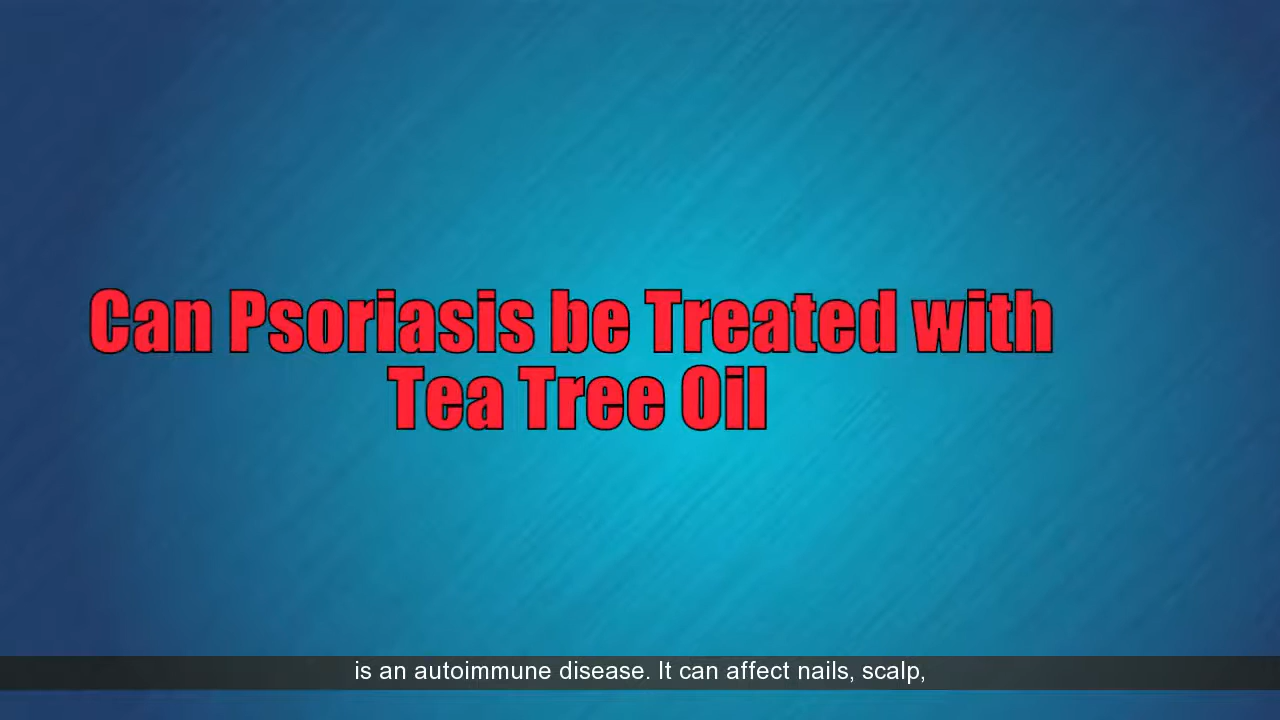 Can Psoriasis be Treated with
Tea Tree Oil
is an autoimmune disease. It can affect nails, scalp,